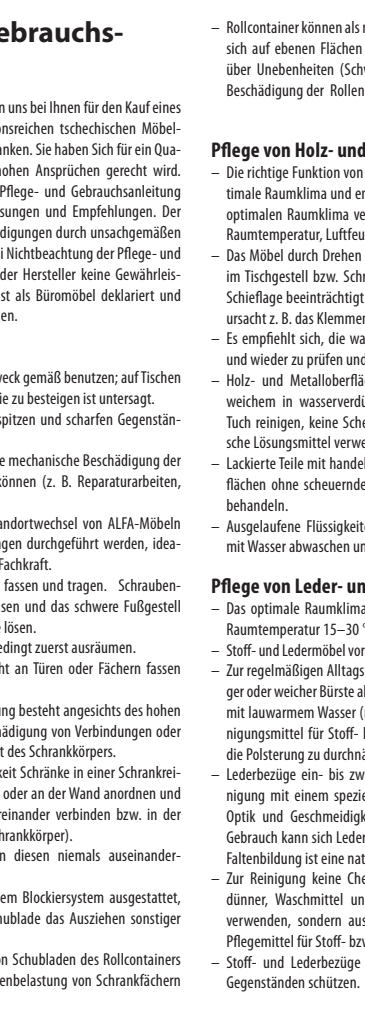 ebrauchs-
n uns bei Ihnen für den Kauf eines
onsreichen tschechischen Möbel-
anken. Sie haben Sich für ein Qua-
ohen Ansprüchen gerecht wird.
Pflege- und Gebrauchsanleitung
sungen und Empfehlungen. Der
digungen durch unsachgemäßen
i Nichtbeachtung der Pflege- und
der Hersteller keine Gewährleis-
st als Büromöbel deklariert und
en.
weck gemäß benutzen; auf Tischen
ie zu besteigen ist untersagt.
spitzen und scharfen Gegenstän-
e mechanische Beschädigung der
können (z. B. Reparaturarbeiten,
andortwechsel von ALFA-Möbeln
ngen durchgeführt werden, idea-
Fachkraft.
fassen und tragen. Schrauben-
sen und das schwere Fußgestell
e lösen.
edingt zuerst ausräumen.
ht an Türen oder Fächern fassen
ung besteht angesichts des hohen
hädigung von Verbindungen oder
t des Schrankkörpers.
keit Schränke in einer Schrankrei-
oder an der Wand anordnen und
reinander verbinden bzw. in der
hrankkörper).
n diesen niemals auseinander-
em Blockiersystem ausgestattet,
hublade das Ausziehen sonstiger
on Schubladen des Rollcontainers
enbelastung von Schrankfächern
– Rollcontainer können als m
sich auf ebenen Flächen
über Unebenheiten (Schw
Beschädigung der Rollen
Pflege von Holz- und
– Die richtige Funktion von
timale Raumklima und er
optimalen Raumklima ve
Raumtemperatur, Luftfeu
– Das Möbel durch Drehen
im Tischgestell bzw. Schr
Schieflage beeinträchtigt
ursacht z. B. das Klemmer
– Es empfiehlt sich, die wa
und wieder zu prüfen und
– Holz- und Metalloberfläc
weichem in wasserverdü
Tuch reinigen, keine Sche
sche Lösungsmittel verwe
– Lackierte Teile mit handel
flächen ohne scheuernde
behandeln.
– Ausgelaufene Flüssigkeite
mit Wasser abwaschen un
Pflege von Leder- un
– Das optimale Raumklima
Raumtemperatur 15–30 °
– Stoff- und Ledermöbel vor
– Zur regelmäßigen Alltags
ger oder weicher Bürste al
mit lauwarmem Wasser (
nigungsmittel für Stoff- 
die Polsterung zu durchnä
– Lederbezüge ein- bis zw
nigung mit einem spezie
Optik und Geschmeidigk
Gebrauch kann sich Leder
Faltenbildung ist eine nat
– Zur Reinigung keine Che
dünner, Waschmittel un
verwenden, sondern aus
Pflegemittel für Stoff- bzw
– Stoff- und Lederbezüge
Gegenständen schützen.